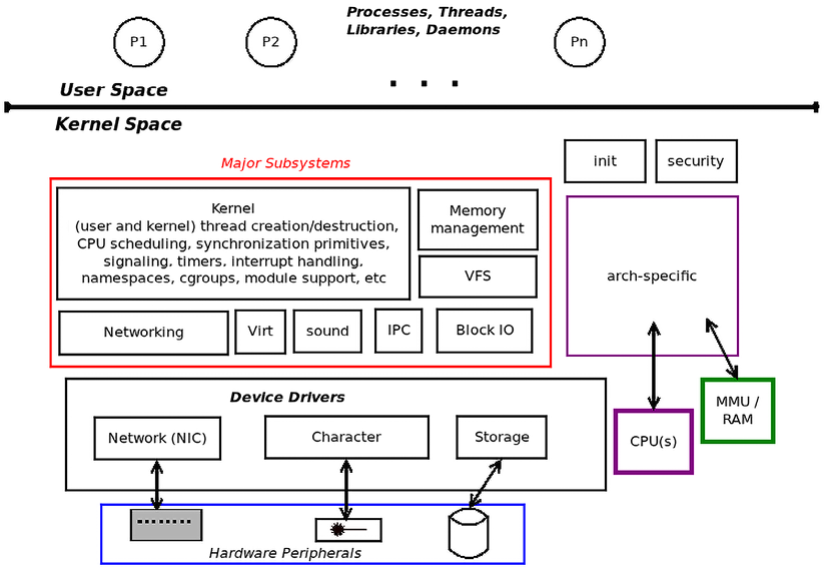 Processes, Threads,
Libraries, Daemons
P1
P2
. . .
Pn
User Space
Kernel Space
Major Subsystems
Kernel
(user and kernel) thread creation/destruction,
CPU scheduling, synchronization primitives,
signaling, timers, interrupt handling,
namespaces, cgroups, module support, etc
Memory
management
VFS
Networking
Virt
sound
IPC
Block IO
init
security
arch-specific
CPU(s)
MMU /
RAM
Device Drivers
Network (NIC)
Character
Storage
Hardware Peripherals